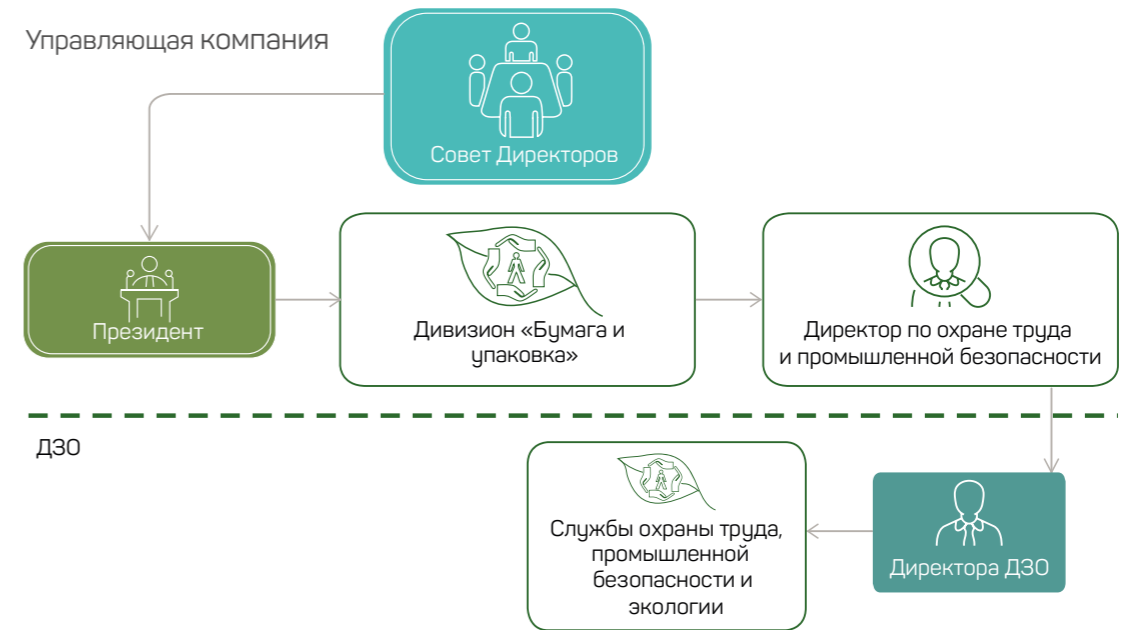 Управляющая компания
Совет Директоров
Президент
Дивизион «Бумага и
упаковка»
Директор по охране труда
и промышленной безопасности
ДЗО
Службы охраны труда,
промышленной
безопасности и
экологии
Директора ДЗО